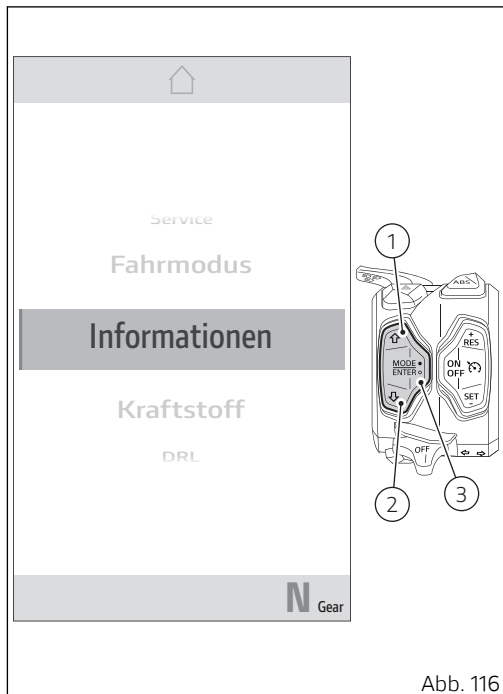 Service
Fahrmodus
Informationen
Kraftstoff
DRL
N Gear
1
ABS
+
RES
MODE
ENTER
ON
OFF
SET
-
OFF
2
3
Abb. 116